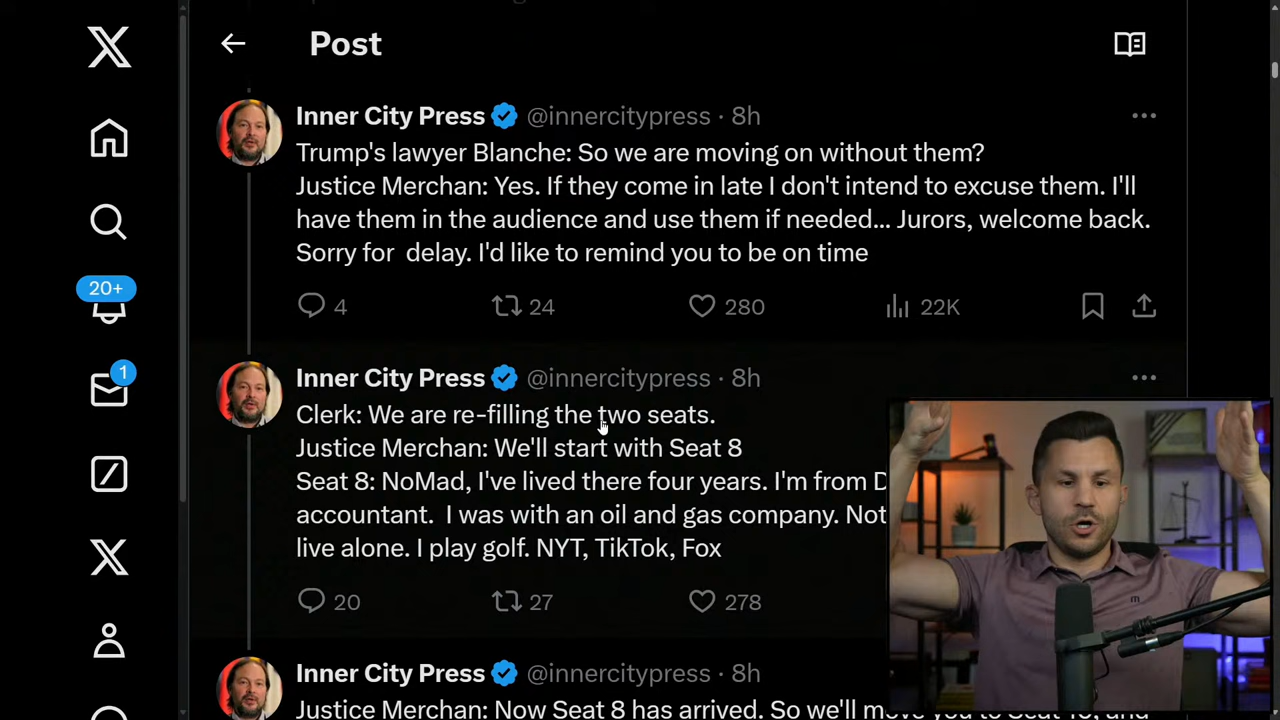 Post
Inner City Press @innercitypress · 8h
Trump's lawyer Blanche: So we are moving on without them?
Justice Merchan: Yes. If they come in late I don't intend to excuse them. I'll
have them in the audience and use them if needed... Jurors, welcome back.
Sorry for  delay. I'd like to remind you to be on time
4 24 280 22K
20+
Inner City Press @innercitypress · 8h
1
Clerk: We are re-filling the two seats.
Justice Merchan: We'll start with Seat 8
Seat 8: NoMad, I've lived there four years. I'm from D
accountant.  I was with an oil and gas company. Not
live alone. I play golf. NYT, TikTok, Fox
20 27 278
Inner City Press @innercitypress · 8h
Justice Merchan: Now Seat 8 has arrived. So we'll move you to Seat